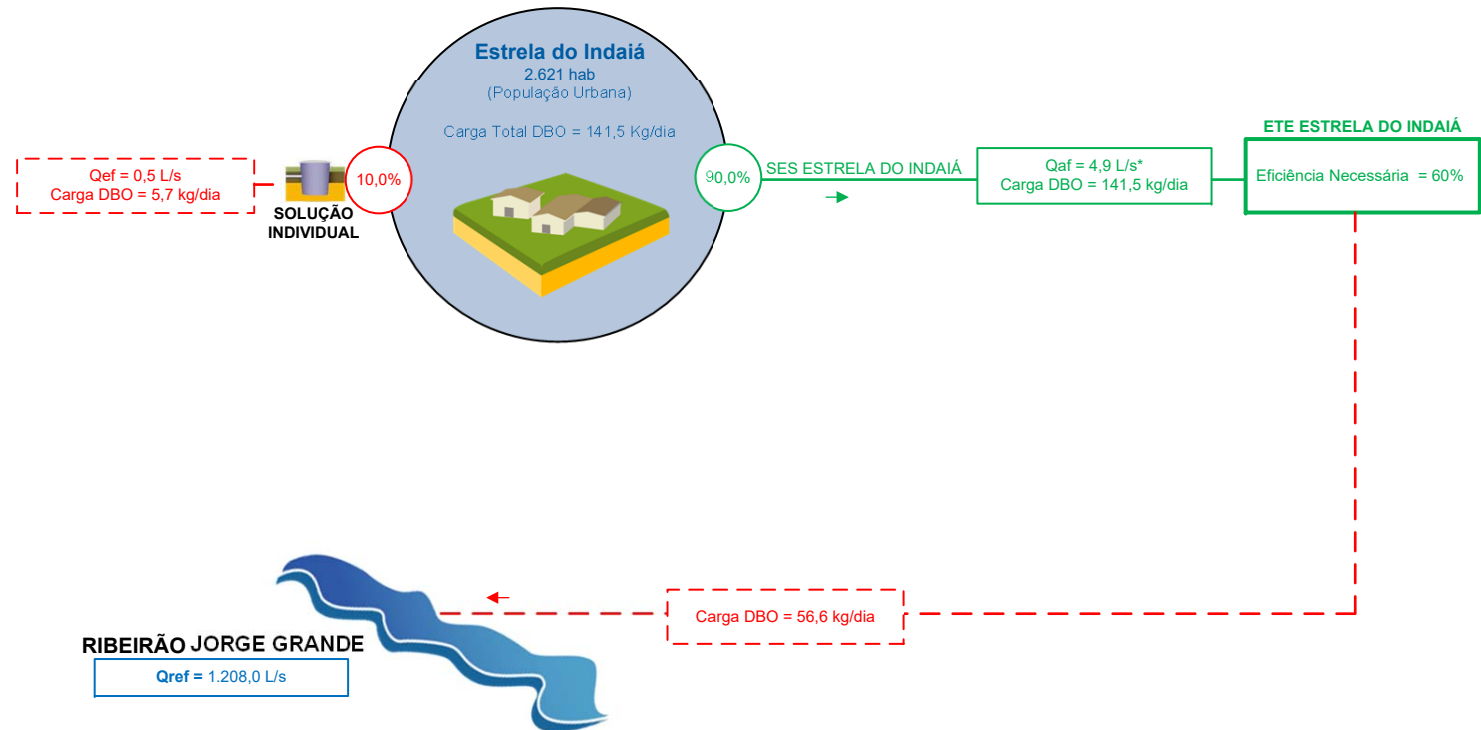 Estrela do Indaiá
2.621 hab
(População Urbana)
Carga Total DBO = 141,5 Kg/dia
Qef = 0,5 L/s
Carga DBO = 5,7 kg/dia
SOLUÇÃO
INDIVIDUAL
10,0%
90,0%
SES ESTRELA DO INDAIÁ
Qaf = 4,9 L/s*
Carga DBO = 141,5 kg/dia
ETE ESTRELA DO INDAIÁ
Eficiência Necessária = 60%
Carga DBO = 56,6 kg/dia
RIBEIRÃO JORGE GRANDE
Qref = 1.208,0 L/s